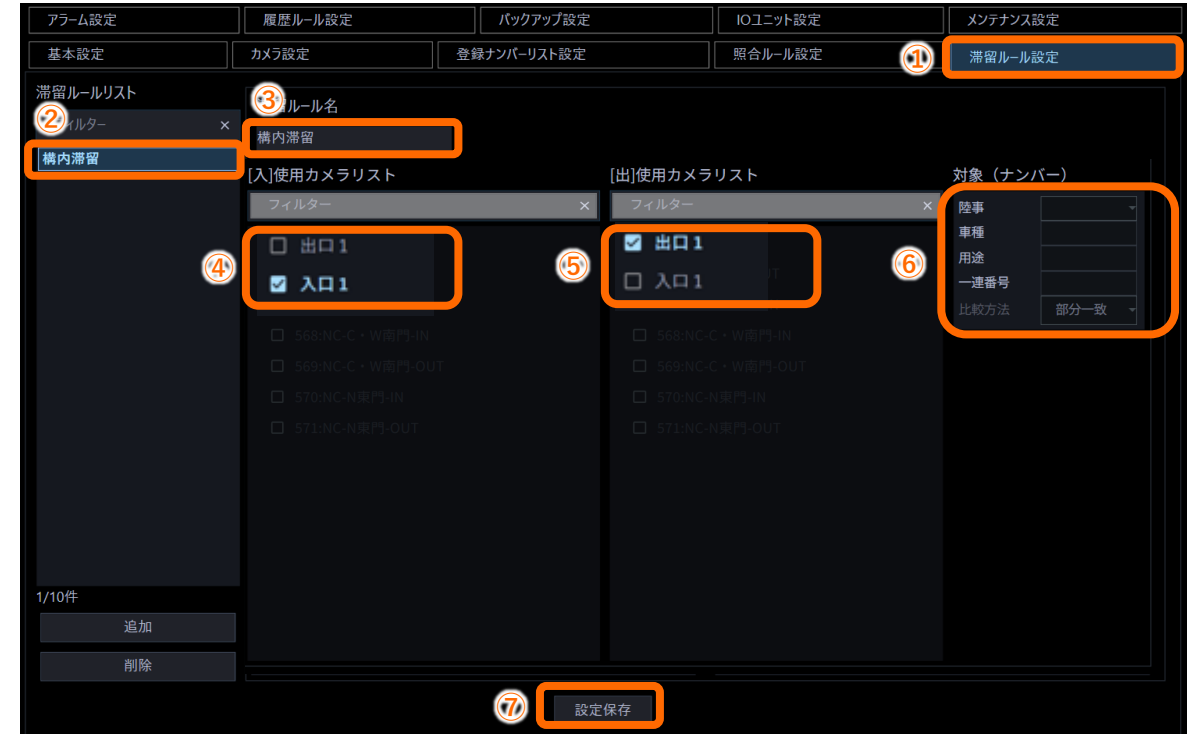 アラーム設定 履歴ルール設定 バックアップ設定 IOユニット設定 メンテナンス設定
基本設定 カメラ設定 登録ナンバーリスト設定 照合ルール設定 ① 滞留ルール設定
滞留ルールリスト
② ィルター ×
構内滞留
③ ルール名
構内滞留
[入]使用カメラリスト
フィルター ×
④
出口1
入口1
568:NC-C・W南門-IN
569:NC-C・W南門-OUT
570:NC-N東門-IN
571:NC-N東門-OUT
[出]使用カメラリスト
フィルター ×
⑤
出口1
入口1
568:NC-C・W南門-IN
569:NC-C・W南門-OUT
570:NC-N東門-IN
571:NC-N東門-OUT
対象（ナンバー）
⑥
陸事
車種
用途
一連番号
比較方法 部分一致
1/10件
追加
削除
⑦ 設定保存